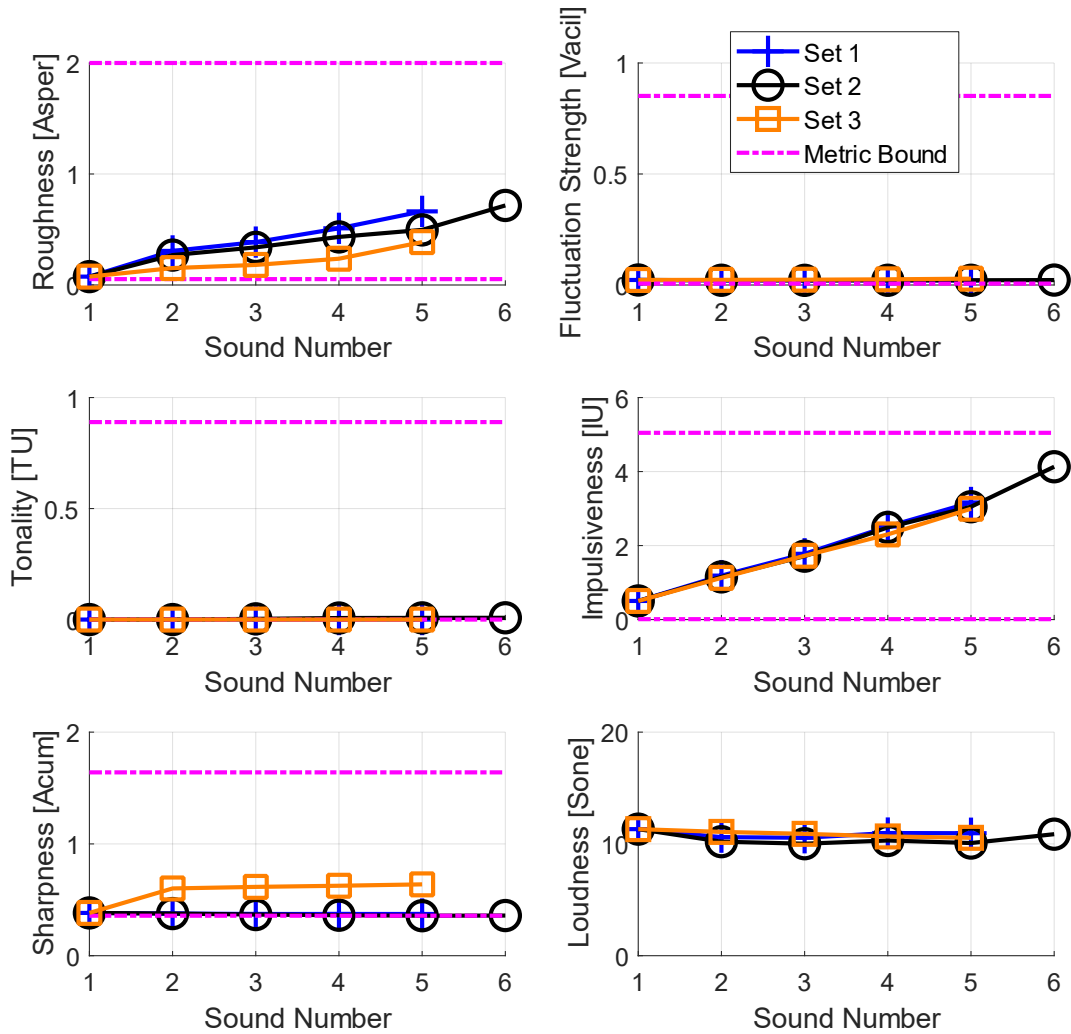 Roughness [Asper]
2
1
0
1 2 3 4 5 6
Sound Number
Fluctuation Strength [Vacil]
1
0.5
0
1 2 3 4 5 6
Sound Number
Set 1
Set 2
Set 3
Metric Bound
Tonality [TU]
1
0.5
0
1 2 3 4 5 6
Sound Number
Impulsiveness [IU]
6
4
2
0
1 2 3 4 5 6
Sound Number
Sharpness [Acum]
2
1
0
1 2 3 4 5 6
Sound Number
Loudness [Sone]
20
10
0
1 2 3 4 5 6
Sound Number